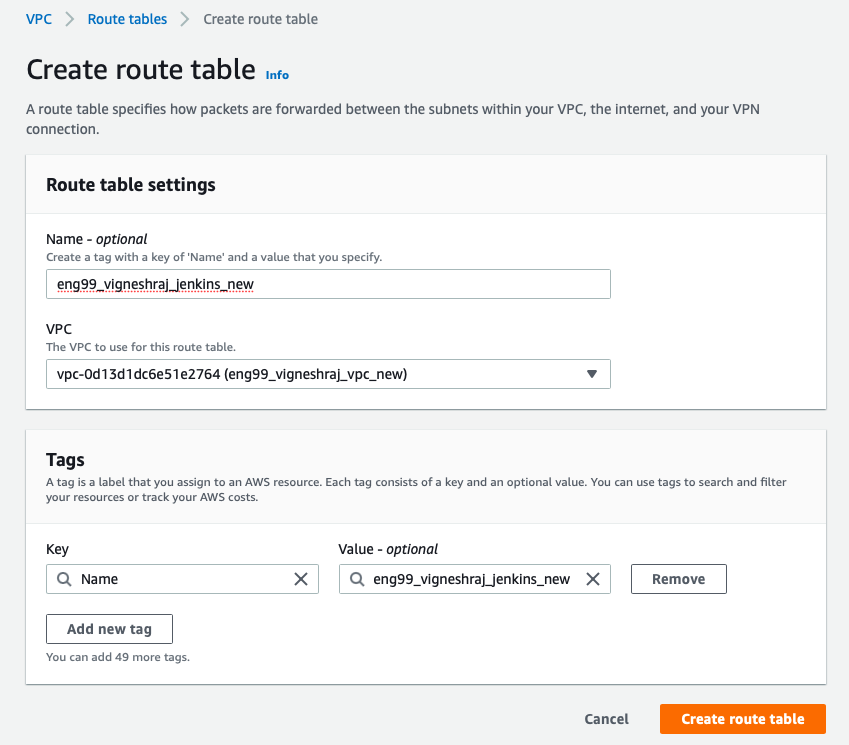 VPC > Route tables > Create route table
Create route table Info
A route table specifies how packets are forwarded between the subnets within your VPC, the internet, and your VPN
connection.
Route table settings
Name - optional
Create a tag with a key of 'Name' and a value that you specify.
eng99_vigneshraj_jenkins_new
VPC
The VPC to use for this route table.
vpc-0d13d1dc6e51e2764 (eng99_vigneshraj_vpc_new)
Tags
A tag is a label that you assign to an AWS resource. Each tag consists of a key and an optional value. You can use tags to search and filter
your resources or track your AWS costs.
Key Value - optional
Name eng99_vigneshraj_jenkins_new Remove
Add new tag
You can add 49 more tags.
Cancel Create route table